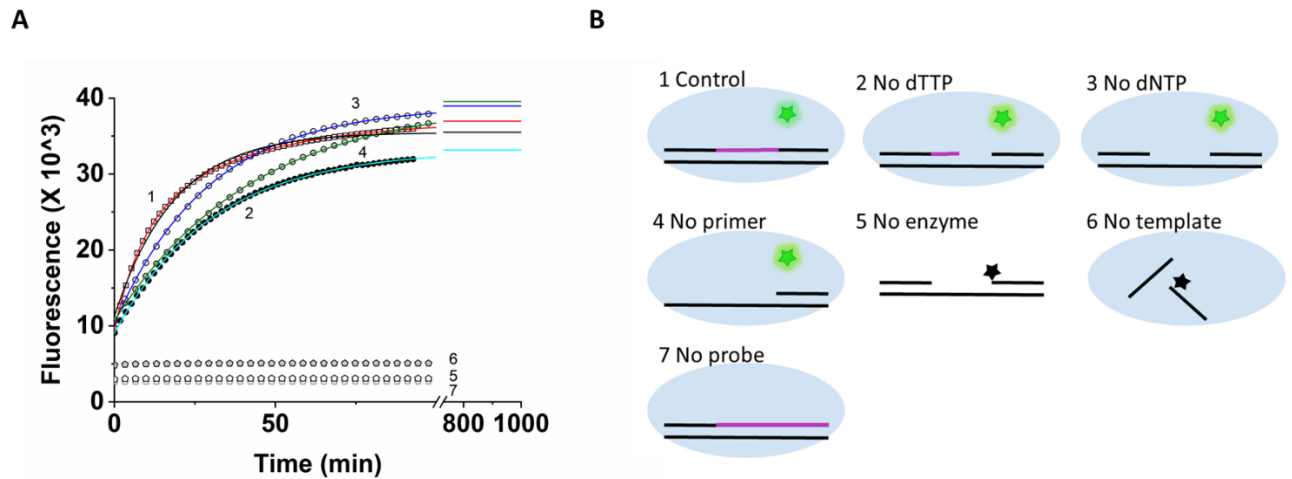 A
B
Fluorescence (X 10^3)
40
30
20
10
0
1
3
4
2
6
5
7
0
50
800
1000
Time (min)
1 Control
2 No dTTP
3 No dNTP
4 No primer
5 No enzyme
6 No template
7 No probe